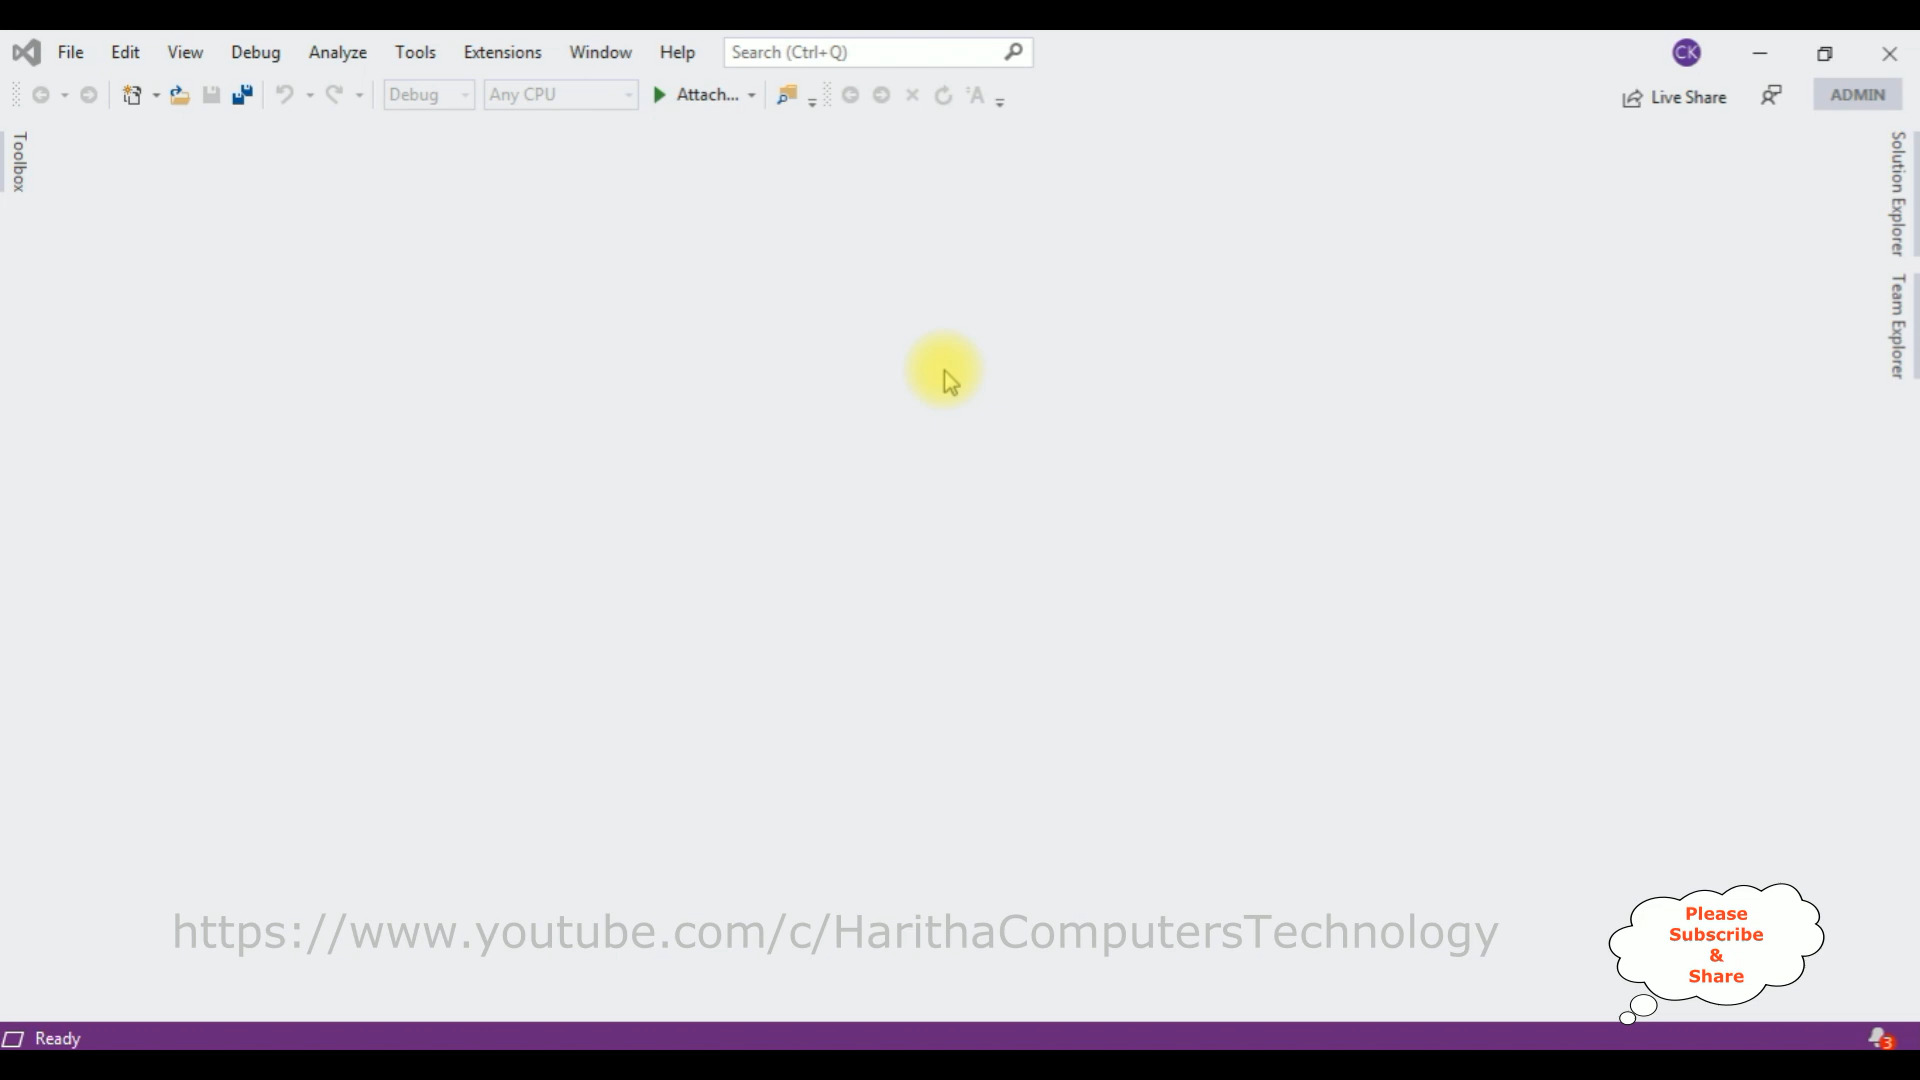 File Edit View Debug Analyze Tools Extensions Window Help Search (Ctrl+Q) CK
Debug Any CPU Attach... Live Share ADMIN
Toolbox
Solution Explorer
Team Explorer
https://www.youtube.com/c/HarithaComputersTechnology
Please
Subscribe
&
Share
Ready 3